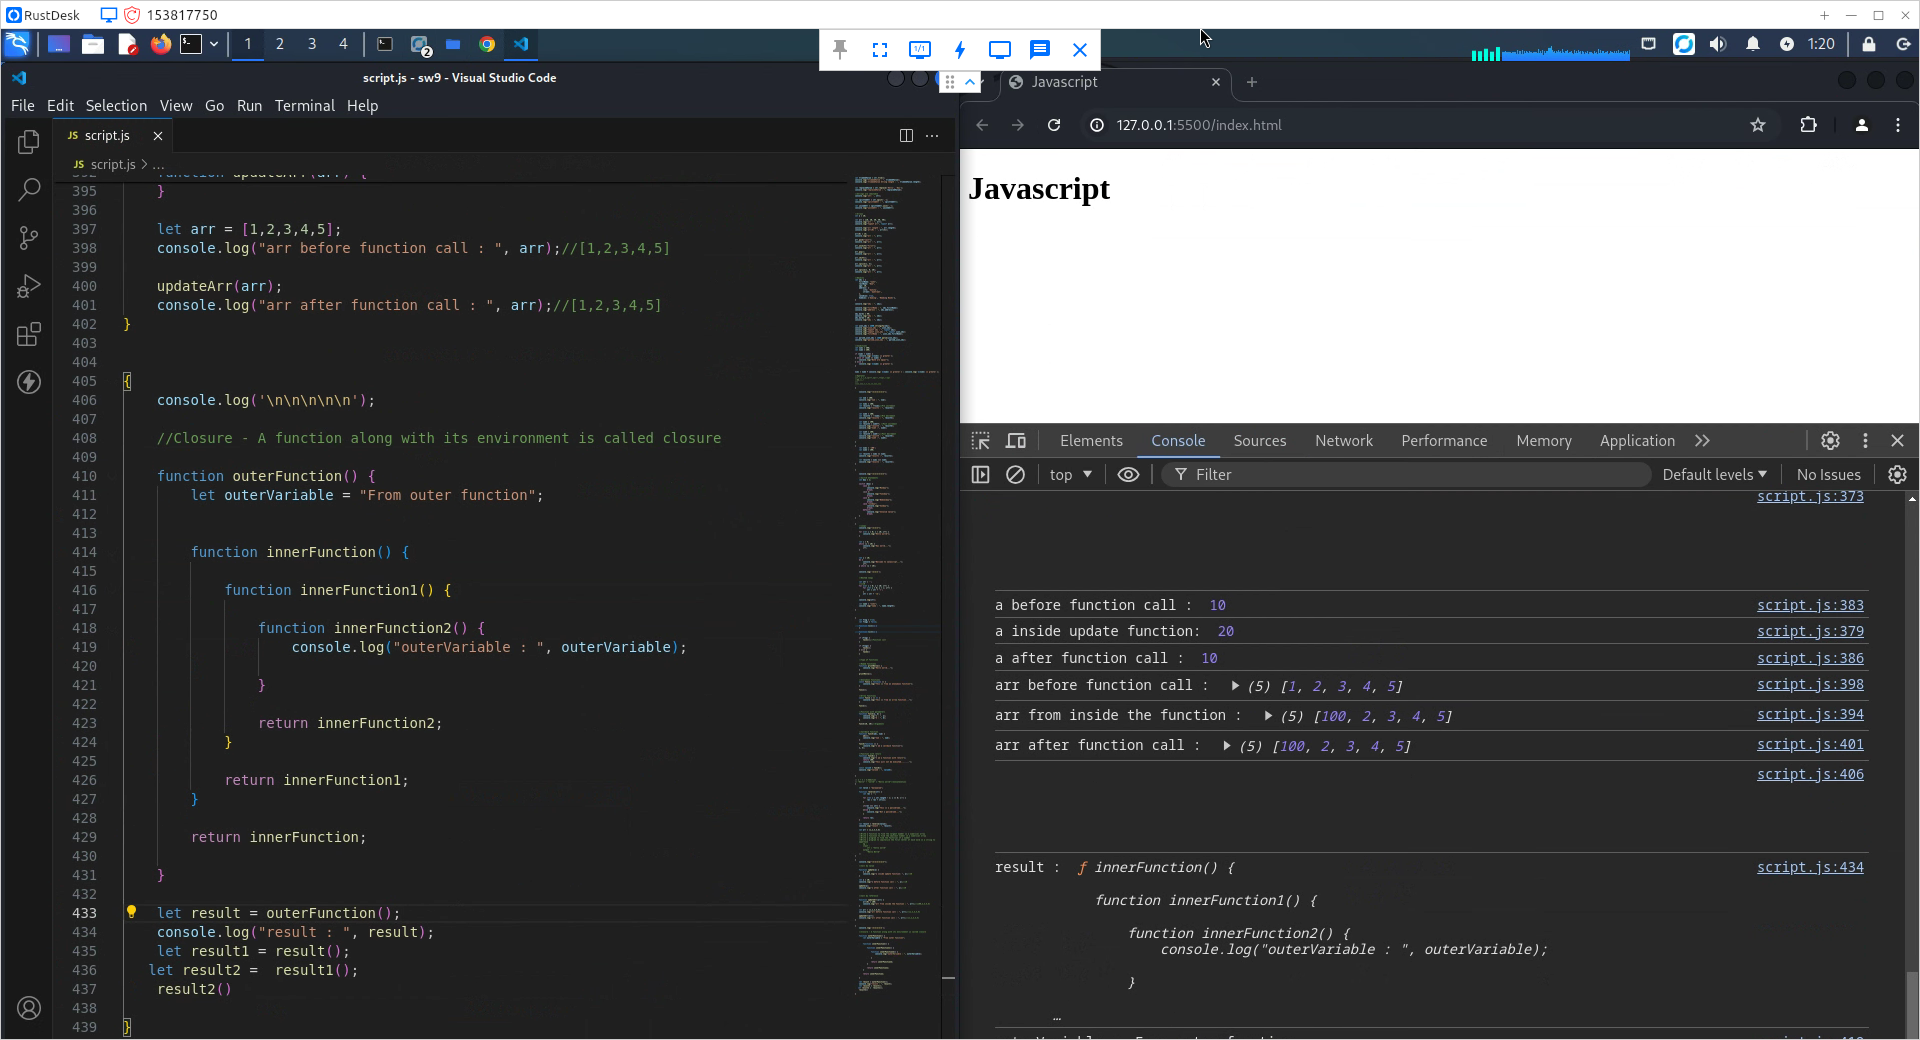 RustDesk 153817750
1 2 3 4 2 1/1 1:20
script.js - sw9 - Visual Studio Code
File Edit Selection View Go Run Terminal Help
JS script.js
JS script.js > ...
395 }
396
397 let arr = [1,2,3,4,5];
398 console.log("arr before function call : ", arr);//[1,2,3,4,5]
399
400 updateArr(arr);
401 console.log("arr after function call : ", arr);//[1,2,3,4,5]
402 }
403
404
405 {
406 console.log('\n\n\n\n\n');
407
408 //Closure - A function along with its environment is called closure
409
410 function outerFunction() {
411 let outerVariable = "From outer function";
412
413
414 function innerFunction() {
415
416 function innerFunction1() {
417
418 function innerFunction2() {
419 console.log("outerVariable : ", outerVariable);
420
421 }
422
423 return innerFunction2;
424 }
425
426 return innerFunction1;
427 }
428
429 return innerFunction;
430
431 }
432
433 let result = outerFunction();
434 console.log("result : ", result);
435 let result1 = result();
436 let result2 =  result1();
437 result2()
438
439 }
Javascript
127.0.0.1:5500/index.html
Javascript
Elements Console Sources Network Performance Memory Application
top Filter Default levels No Issues
script.js:373
a before function call :  10 script.js:383
a inside update function:  20 script.js:379
a after function call :  10 script.js:386
arr before function call :  (5) [1, 2, 3, 4, 5] script.js:398
arr from inside the function :  (5) [100, 2, 3, 4, 5] script.js:394
arr after function call :  (5) [100, 2, 3, 4, 5] script.js:401
script.js:406
result :  ƒ innerFunction() { script.js:434
function innerFunction1() {
function innerFunction2() {
console.log("outerVariable : ", outerVariable);
}
…